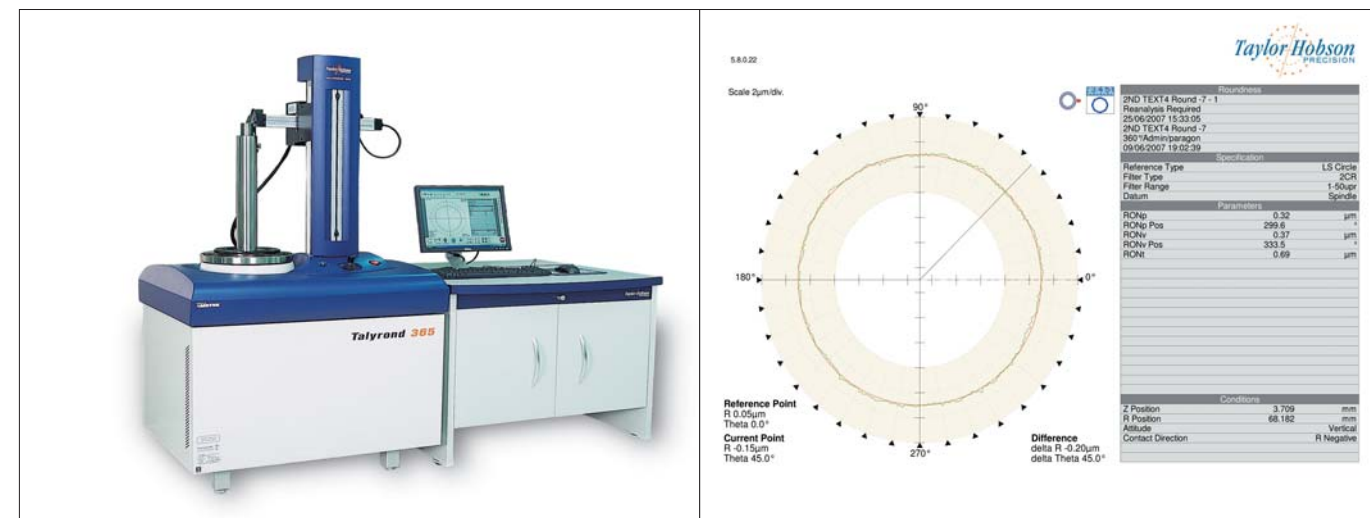 Talyrond 365
Taylor Hobson
PRECISION
5.8.0.22
Scale 2µm/div.
90°
180°
0°
270°
Roundness
2ND TEXT4 Round -7 - 1
Reanalysis Required
25/06/2007 15:33:05
2ND TEXT4 Round -7
360°/Admin/paragon
09/06/2007 19:02:39
Specification
Reference Type LS Circle
Filter Type 2CR
Filter Range 1-50upr
Datum Spindle
Parameters
RONp 0.32 µm
RONp Pos 299.6 °
RONv 0.37 µm
RONv Pos 333.5 °
RONt 0.69 µm
Conditions
Z Position 3.709 mm
R Position 68.182 mm
Attitude Vertical
Contact Direction R Negative
Reference Point
R 0.05µm
Theta 0.0°
Current Point
R -0.15µm
Theta 45.0°
Difference
delta R -0.20µm
delta Theta 45.0°